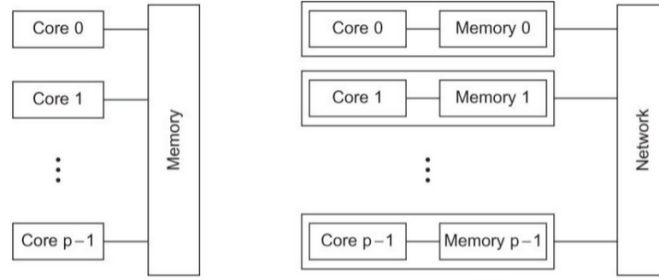 Core 0
Core 1
Core p−1
Memory
Core 0 Memory 0
Core 1 Memory 1
Core p−1 Memory p−1
Network